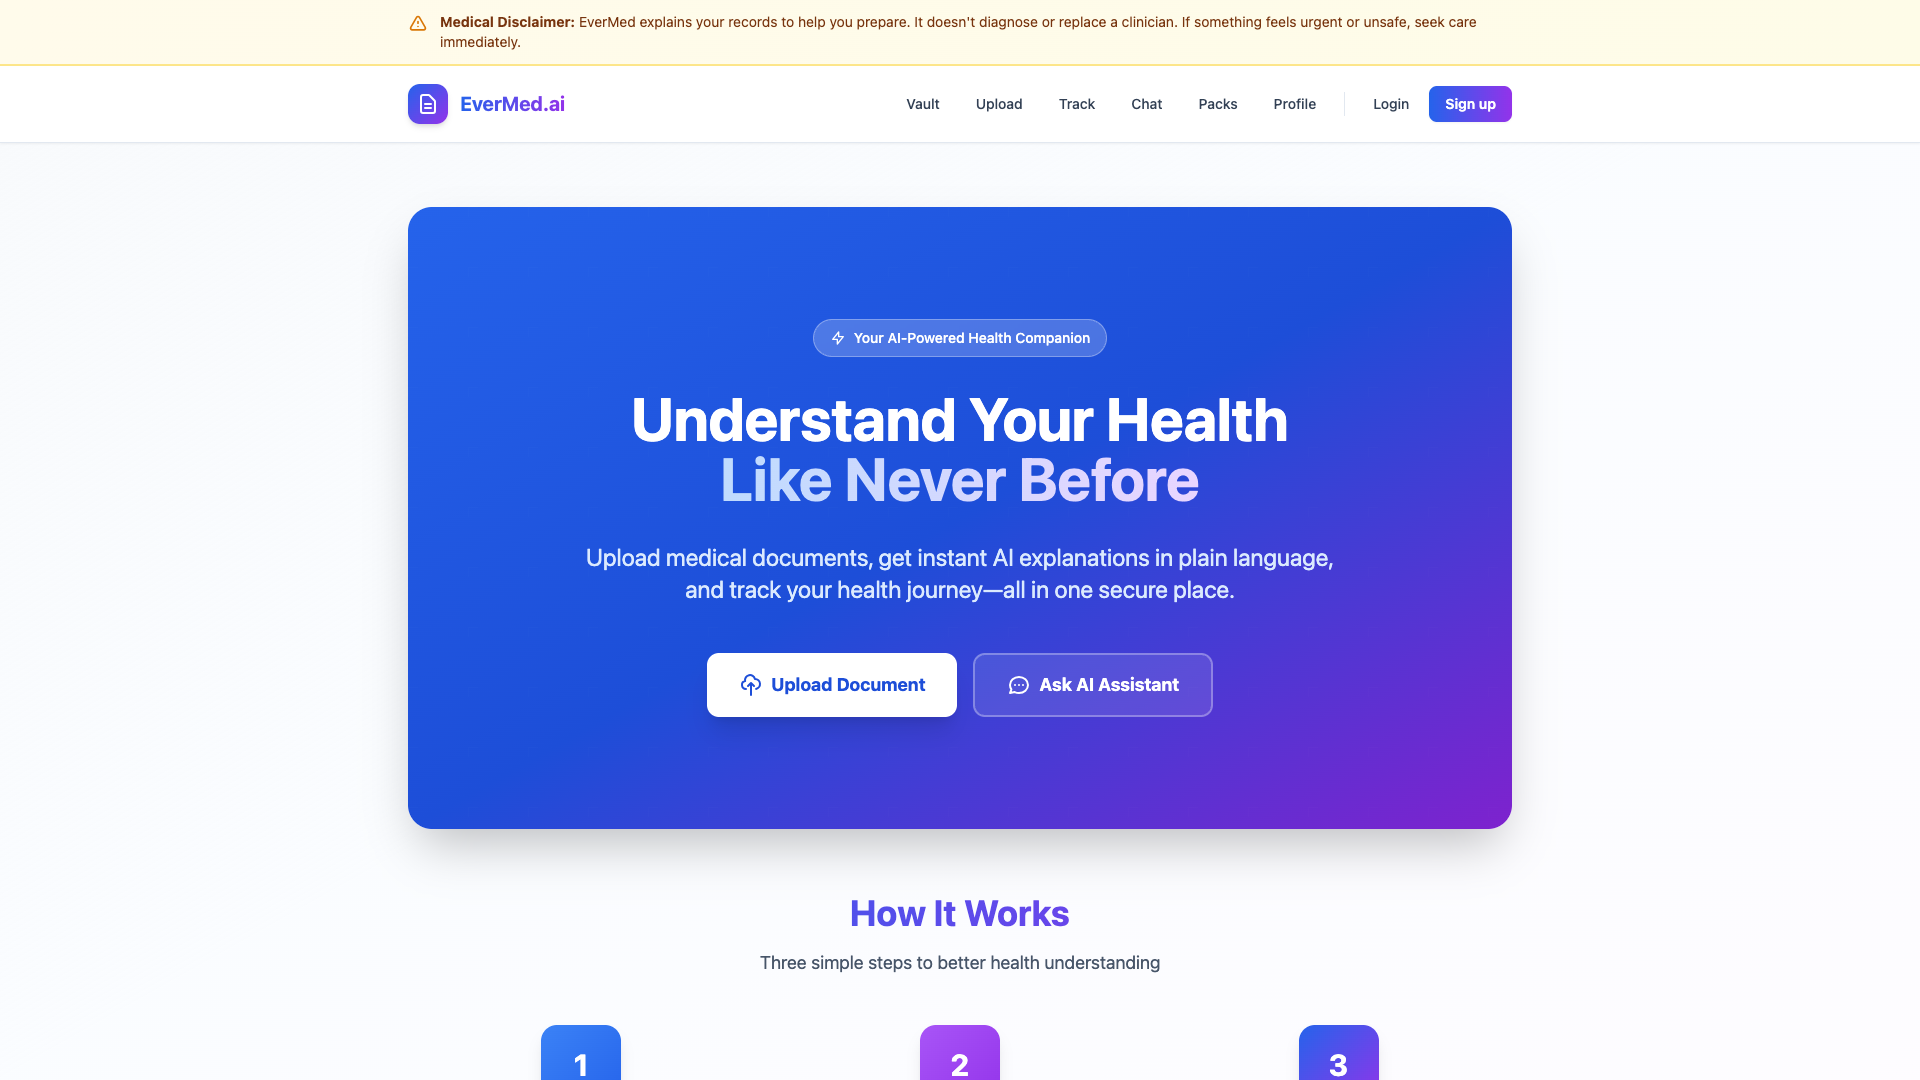 Medical Disclaimer: EverMed explains your records to help you prepare. It doesn't diagnose or replace a clinician. If something feels urgent or unsafe, seek care
immediately.
EverMed.ai
Vault
Upload
Track
Chat
Packs
Profile
Login
Sign up
Your AI-Powered Health Companion
Understand Your Health
Like Never Before
Upload medical documents, get instant AI explanations in plain language,
and track your health journey—all in one secure place.
Upload Document
Ask AI Assistant
How It Works
Three simple steps to better health understanding
1
2
3